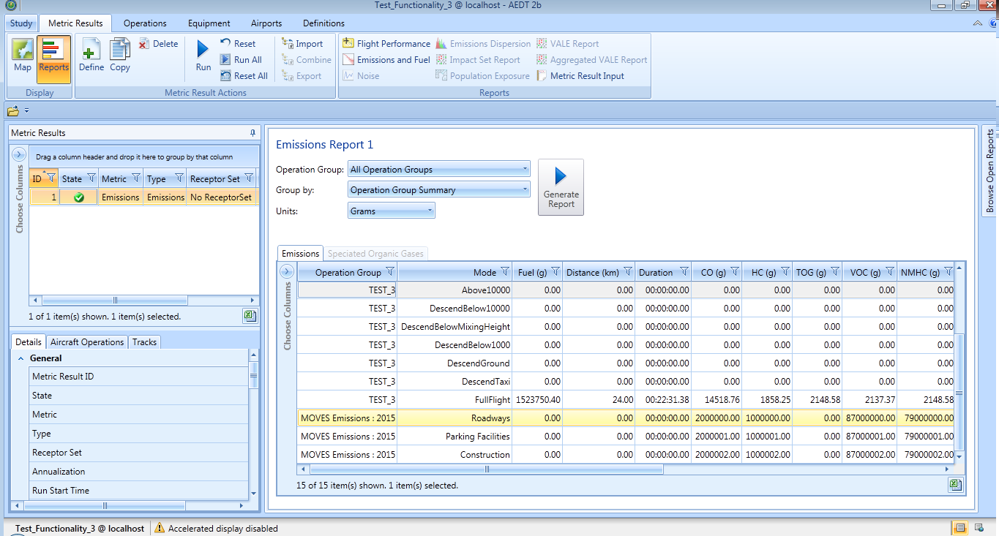 Test_Functionality_3 @ localhost - AEDT 2b
Study Metric Results Operations Equipment Airports Definitions
Map Reports Define Copy Delete Run Reset Run All Reset All Import Combine Export Flight Performance Emissions and Fuel Noise Emissions Dispersion Impact Set Report Population Exposure VALE Report Aggregated VALE Report Metric Result Input
Display Metric Result Actions Reports
Metric Results
Choose Columns
Drag a column header and drop it here to group by that column
ID State Metric Type Receptor Set
1 Emissions Emissions No ReceptorSet
1 of 1 item(s) shown. 1 item(s) selected.
Details Aircraft Operations Tracks
General
Metric Result ID
State
Metric
Type
Receptor Set
Annualization
Run Start Time
Emissions Report 1
Operation Group: All Operation Groups
Group by: Operation Group Summary
Units: Grams
Generate
Report
Browse Open Reports
Emissions Speciated Organic Gases
Choose Columns
Operation Group Mode Fuel (g) Distance (km) Duration CO (g) HC (g) TOG (g) VOC (g) NMHC (g)
TEST_3 Above10000 0.00 0.00 00:00:00.00 0.00 0.00 0.00 0.00 0.00
TEST_3 DescendBelow10000 0.00 0.00 00:00:00.00 0.00 0.00 0.00 0.00 0.00
TEST_3 DescendBelowMixingHeight 0.00 0.00 00:00:00.00 0.00 0.00 0.00 0.00 0.00
TEST_3 DescendBelow1000 0.00 0.00 00:00:00.00 0.00 0.00 0.00 0.00 0.00
TEST_3 DescendGround 0.00 0.00 00:00:00.00 0.00 0.00 0.00 0.00 0.00
TEST_3 DescendTaxi 0.00 0.00 00:00:00.00 0.00 0.00 0.00 0.00 0.00
TEST_3 FullFlight 1523750.40 24.00 00:22:31.38 14518.76 1858.25 2148.58 2137.37 2148.58
MOVES Emissions : 2015 Roadways 0.00 0.00 00:00:00.00 2000000.00 1000000.00 0.00 87000000.00 79000000.00
MOVES Emissions : 2015 Parking Facilities 0.00 0.00 00:00:00.00 2000001.00 1000001.00 0.00 87000001.00 79000001.00
MOVES Emissions : 2015 Construction 0.00 0.00 00:00:00.00 2000002.00 1000002.00 0.00 87000002.00 79000002.00
15 of 15 item(s) shown. 1 item(s) selected.
Test_Functionality_3 @ localhost Accelerated display disabled